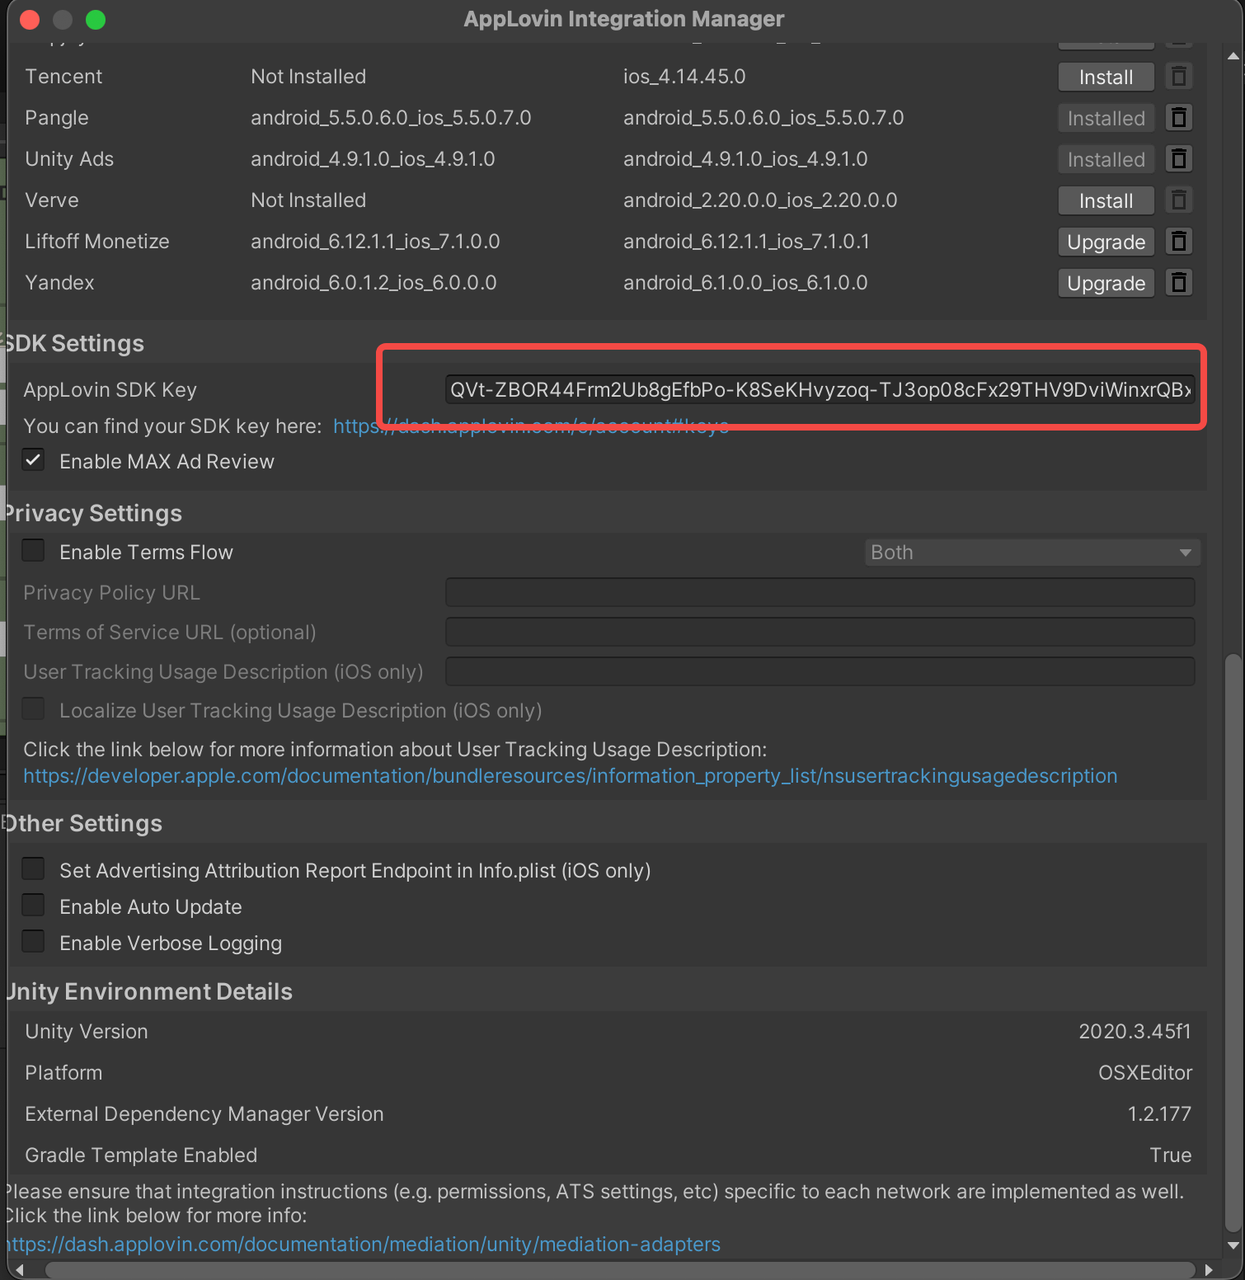 AppLovin Integration Manager
Tencent Not Installed ios_4.14.45.0 Install
Pangle android_5.5.0.6.0_ios_5.5.0.7.0 android_5.5.0.6.0_ios_5.5.0.7.0 Installed
Unity Ads android_4.9.1.0_ios_4.9.1.0 android_4.9.1.0_ios_4.9.1.0 Installed
Verve Not Installed android_2.20.0.0_ios_2.20.0.0 Install
Liftoff Monetize android_6.12.1.1_ios_7.1.0.0 android_6.12.1.1_ios_7.1.0.1 Upgrade
Yandex android_6.0.1.2_ios_6.0.0.0 android_6.1.0.0_ios_6.1.0.0 Upgrade
SDK Settings
AppLovin SDK Key QVt-ZBOR44Frm2Ub8gEfbPo-K8SeKHvyzoq-TJ3op08cFx29THV9DviWinxrQBx
You can find your SDK key here: https://dash.applovin.com/o/account#keys
Enable MAX Ad Review
Privacy Settings
Enable Terms Flow Both
Privacy Policy URL
Terms of Service URL (optional)
User Tracking Usage Description (iOS only)
Localize User Tracking Usage Description (iOS only)
Click the link below for more information about User Tracking Usage Description:
https://developer.apple.com/documentation/bundleresources/information_property_list/nsusertrackingusagedescription
Other Settings
Set Advertising Attribution Report Endpoint in Info.plist (iOS only)
Enable Auto Update
Enable Verbose Logging
Unity Environment Details
Unity Version 2020.3.45f1
Platform OSXEditor
External Dependency Manager Version 1.2.177
Gradle Template Enabled True
Please ensure that integration instructions (e.g. permissions, ATS settings, etc) specific to each network are implemented as well.
Click the link below for more info:
https://dash.applovin.com/documentation/mediation/unity/mediation-adapters